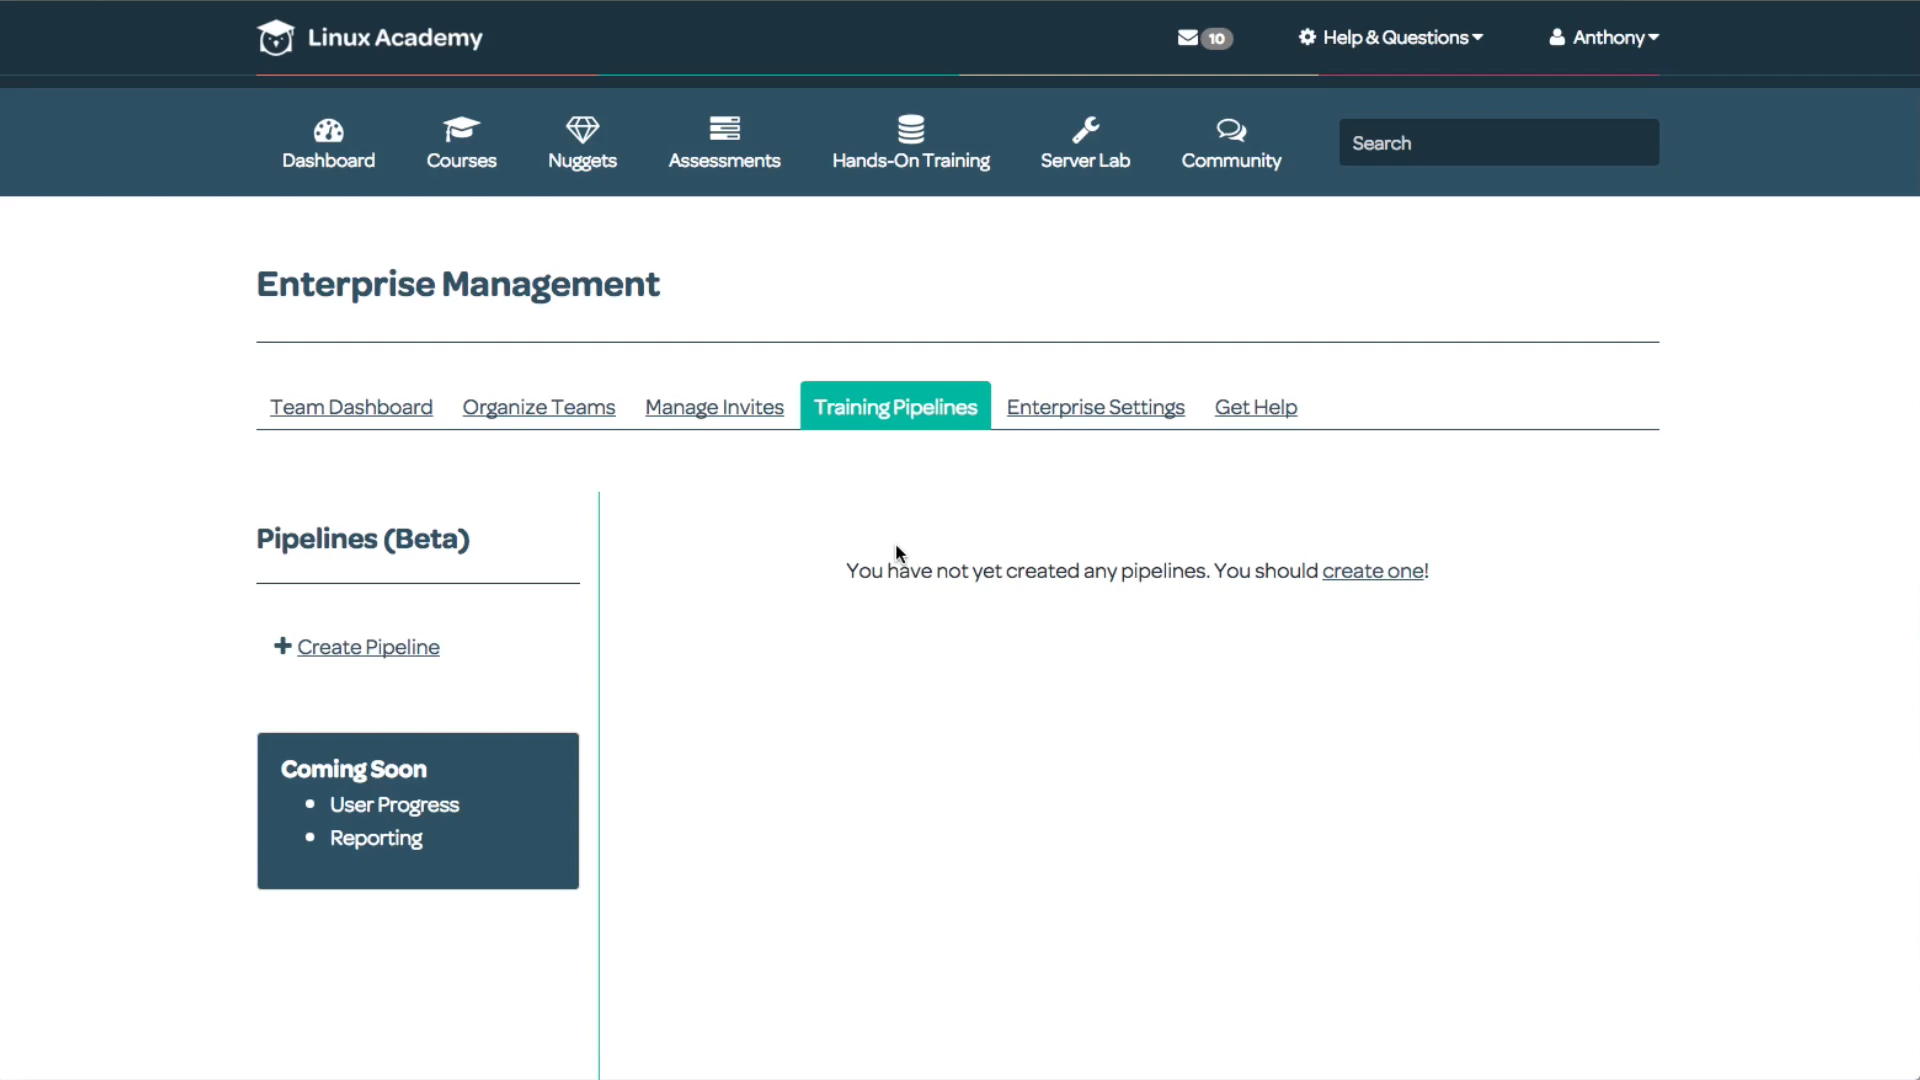 Linux Academy
10
Help & Questions
Anthony
Dashboard
Courses
Nuggets
Assessments
Hands-On Training
Server Lab
Community
Search
Enterprise Management
Team Dashboard
Organize Teams
Manage Invites
Training Pipelines
Enterprise Settings
Get Help
Pipelines (Beta)
You have not yet created any pipelines. You should create one!
Create Pipeline
Coming Soon
User Progress
Reporting